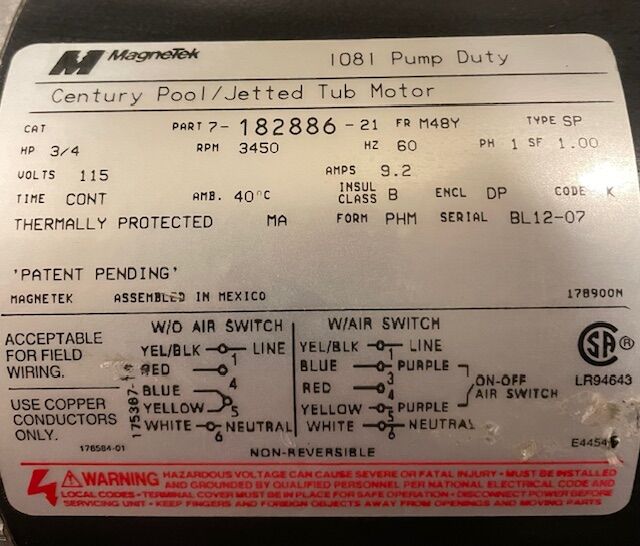 MagneTek 1081 Pump Duty
Century Pool/Jetted Tub Motor
CAT PART 7-182886-21 FR M48Y TYPE SP
HP 3/4 RPM 3450 HZ 60 PH 1 SF 1.00
VOLTS 115 AMPS 9.2
TIME CONT AMB. 40°C INSUL CLASS B ENCL DP CODE K
THERMALLY PROTECTED MA FORM PHM SERIAL BL12-07
'PATENT PENDING'
MAGNETEK ASSEMBLED IN MEXICO 178900N
ACCEPTABLE
FOR FIELD
WIRING.
USE COPPER
CONDUCTORS
ONLY.
176584-01
175387-
W/O AIR SWITCH
YEL/BLK 1 LINE
RED 4
BLUE
YELLOW 5
WHITE 6 NEUTRAL
W/AIR SWITCH
YEL/BLK 1 LINE
BLUE 3 PURPLE
RED 4
YELLOW 5 PURPLE
WHITE 6 NEUTRAL
ON-OFF
AIR SWITCH
NON-REVERSIBLE
SA ®
LR94643
E4454
WARNING HAZARDOUS VOLTAGE CAN CAUSE SEVERE OR FATAL INJURY • MUST BE INSTALLED
AND GROUNDED BY QUALIFIED PERSONNEL PER NATIONAL ELECTRICAL CODE AND
LOCAL CODES • TERMINAL COVER MUST BE IN PLACE FOR SAFE OPERATION • DISCONNECT POWER BEFORE
SERVICING UNIT • KEEP FINGERS AND FOREIGN OBJECTS AWAY FROM OPENINGS AND MOVING PARTS